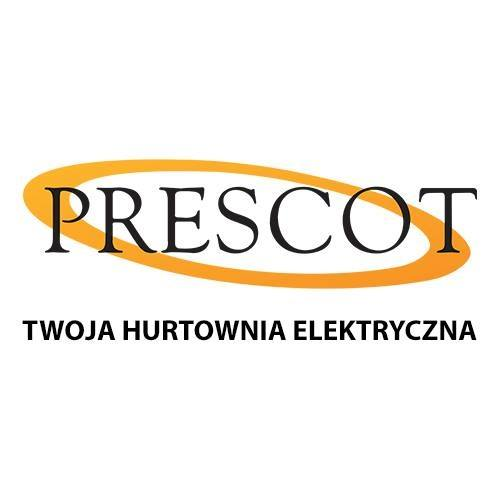 PRESCOT
TWOJA HURTOWNIA ELEKTRYCZNA